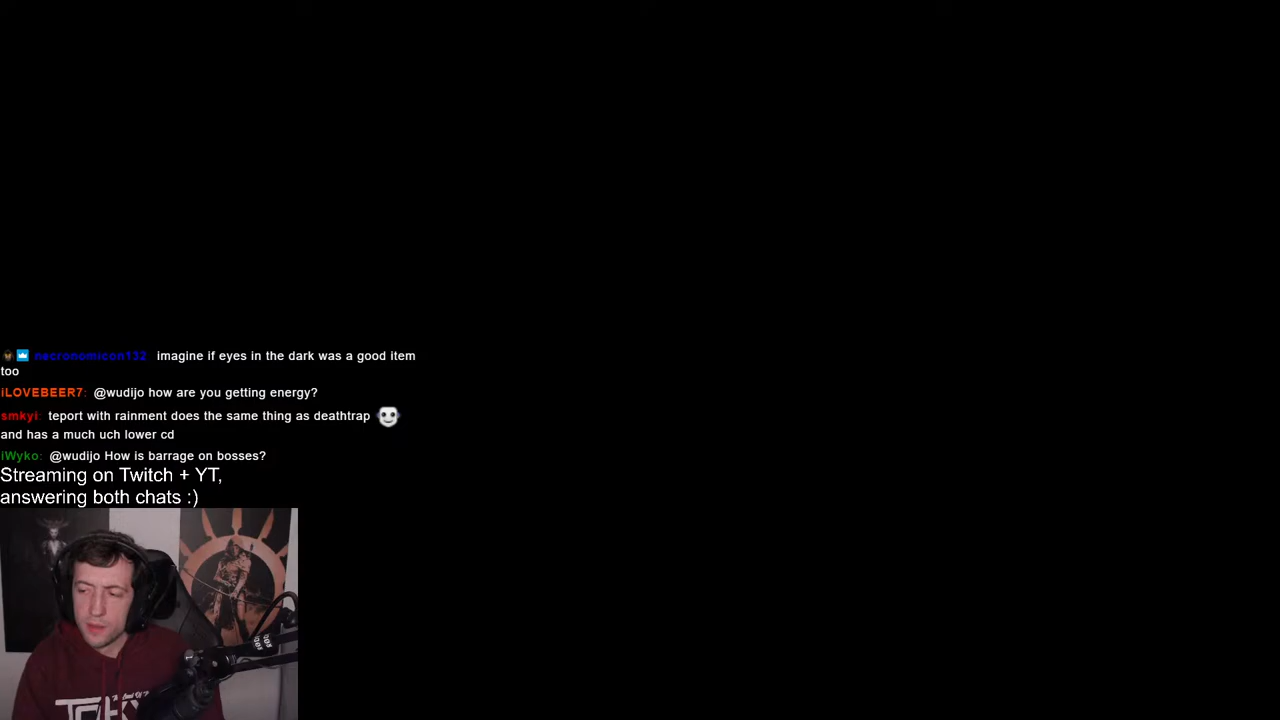 necronomicon132 imagine if eyes in the dark was a good item
too
iLOVEBEER7: @wudijo how are you getting energy?
smkyi: teport with rainment does the same thing as deathtrap
and has a much uch lower cd
iWyko: @wudijo How is barrage on bosses?
Streaming on Twitch + YT,
answering both chats :)